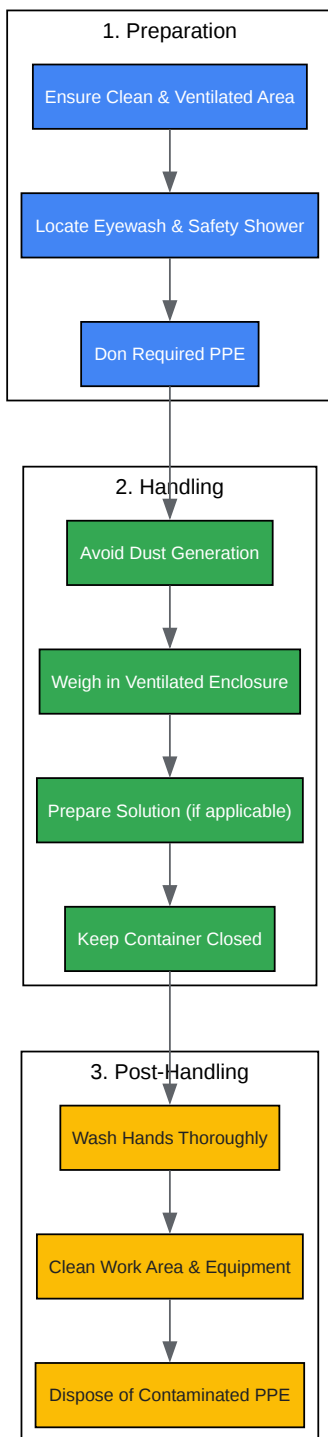 1. Preparation
Ensure Clean & Ventilated Area
Locate Eyewash & Safety Shower
Don Required PPE
2. Handling
Avoid Dust Generation
Weigh in Ventilated Enclosure
Prepare Solution (if applicable)
Keep Container Closed
3. Post-Handling
Wash Hands Thoroughly
Clean Work Area & Equipment
Dispose of Contaminated PPE